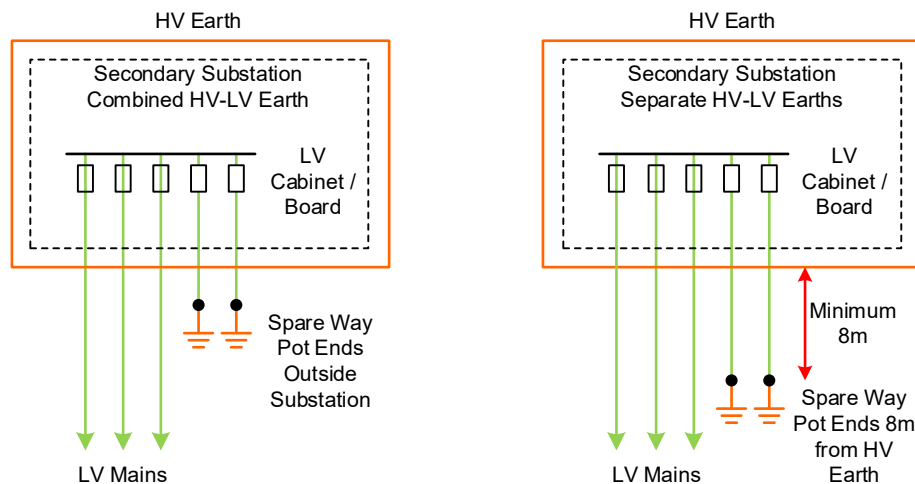 HV Earth
Secondary Substation
Combined HV-LV Earth
LV
Cabinet /
Board
Spare Way
Pot Ends
Outside
Substation
LV Mains
HV Earth
Secondary Substation
Separate HV-LV Earths
LV
Cabinet /
Board
Minimum
8m
Spare Way
Pot Ends 8m
from HV
Earth
LV Mains